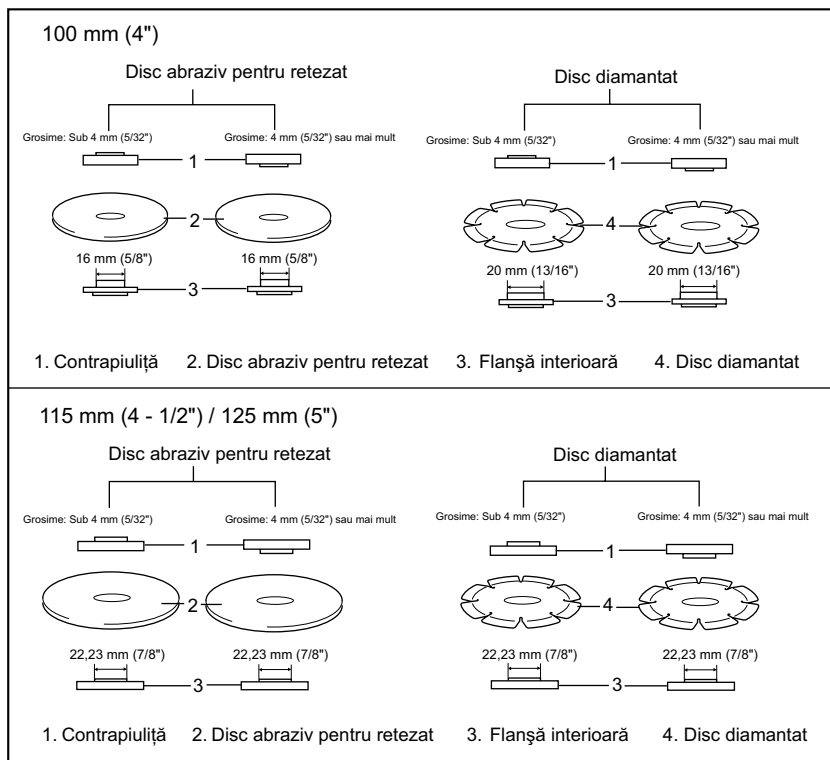 100 mm (4")
Disc abraziv pentru retezat
Disc diamantat
Grosime: Sub 4 mm (5/32")
Grosime: 4 mm (5/32") sau mai mult
Grosime: Sub 4 mm (5/32")
Grosime: 4 mm (5/32") sau mai mult
1
1
2
4
16 mm (5/8")
16 mm (5/8")
20 mm (13/16")
20 mm (13/16")
3
3
1. Contrapiuliţă 2. Disc abraziv pentru retezat 3. Flanşă interioară 4. Disc diamantat
115 mm (4 - 1/2") / 125 mm (5")
Disc abraziv pentru retezat
Disc diamantat
Grosime: Sub 4 mm (5/32")
Grosime: 4 mm (5/32") sau mai mult
Grosime: Sub 4 mm (5/32")
Grosime: 4 mm (5/32") sau mai mult
1
1
2
4
22,23 mm (7/8")
22,23 mm (7/8")
22,23 mm (7/8")
22,23 mm (7/8")
3
3
1. Contrapiuliţă 2. Disc abraziv pentru retezat 3. Flanşă interioară 4. Disc diamantat